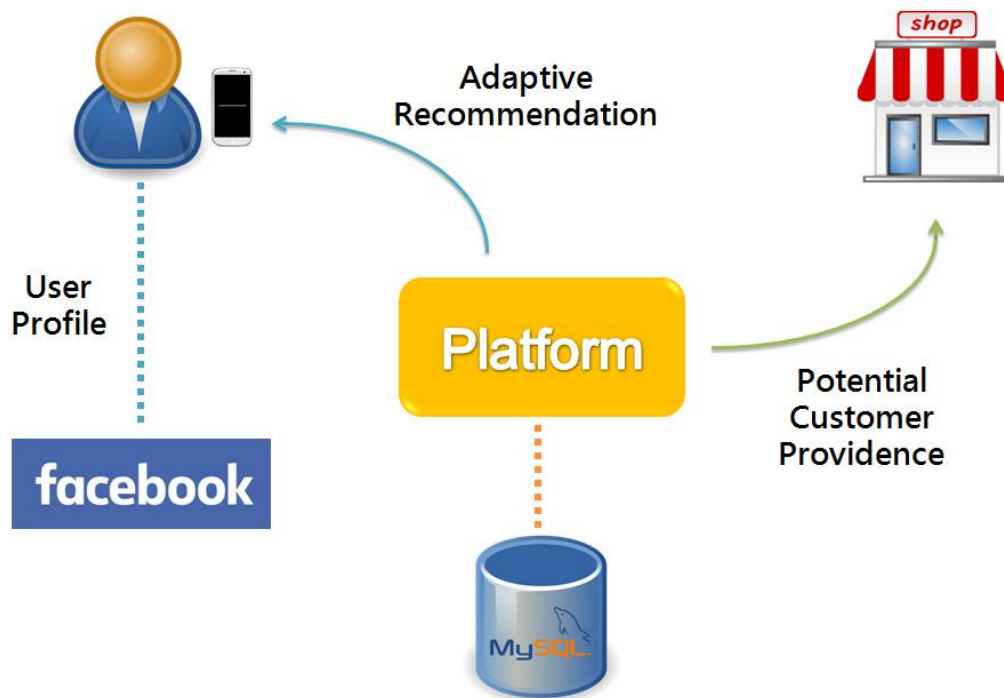 shop
Adaptive
Recommendation
User
Profile
Platform
Potential
Customer
Providence
facebook
MySQL